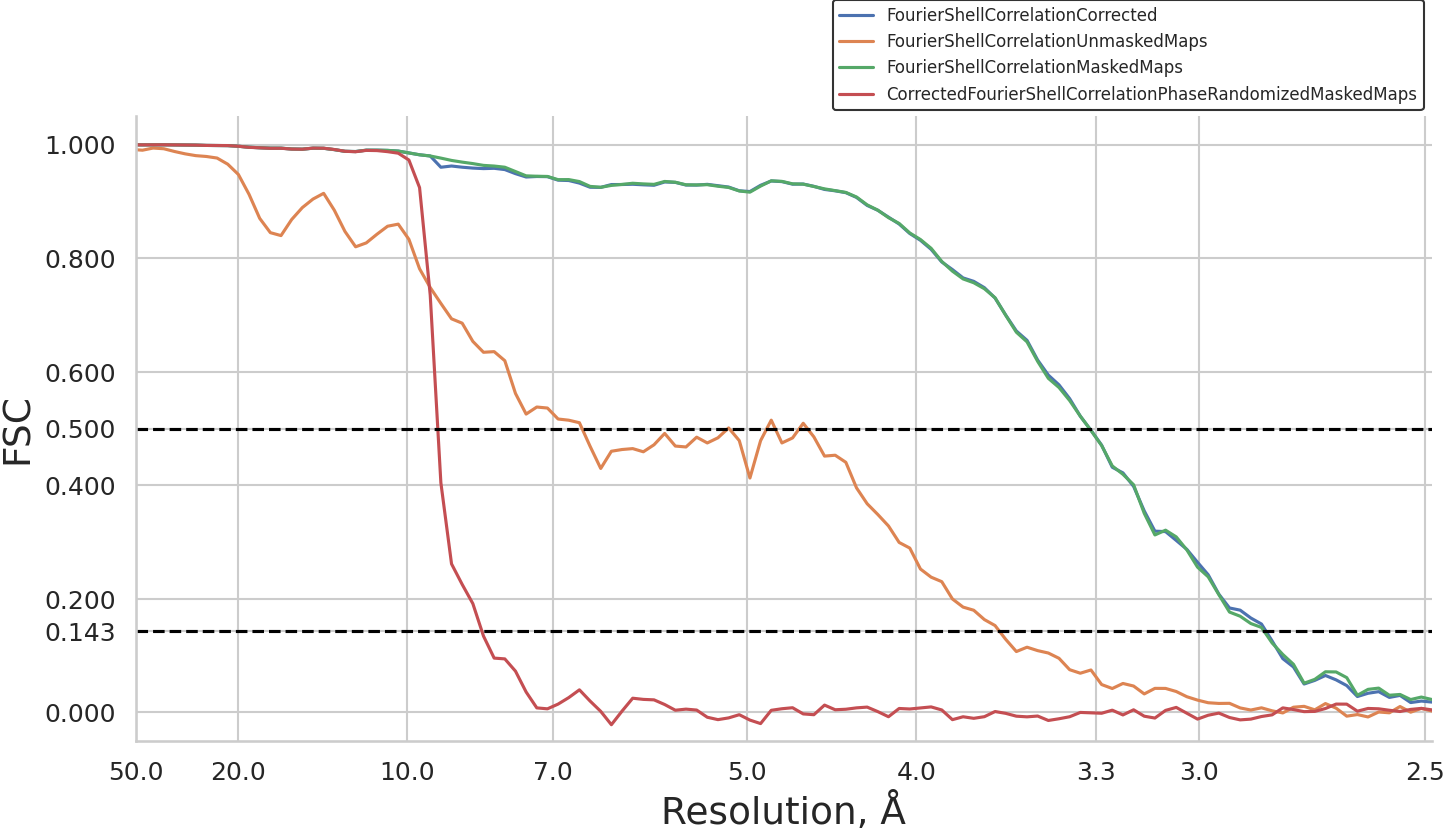 FourierShellCorrelationCorrected
FourierShellCorrelationUnmaskedMaps
FourierShellCorrelationMaskedMaps
CorrectedFourierShellCorrelationPhaseRandomizedMaskedMaps
1.000
0.800
0.600
0.500
0.400
0.200
0.143
0.000
FSC
50.0 20.0 10.0 7.0 5.0 4.0 3.3 3.0 2.5
Resolution, Å